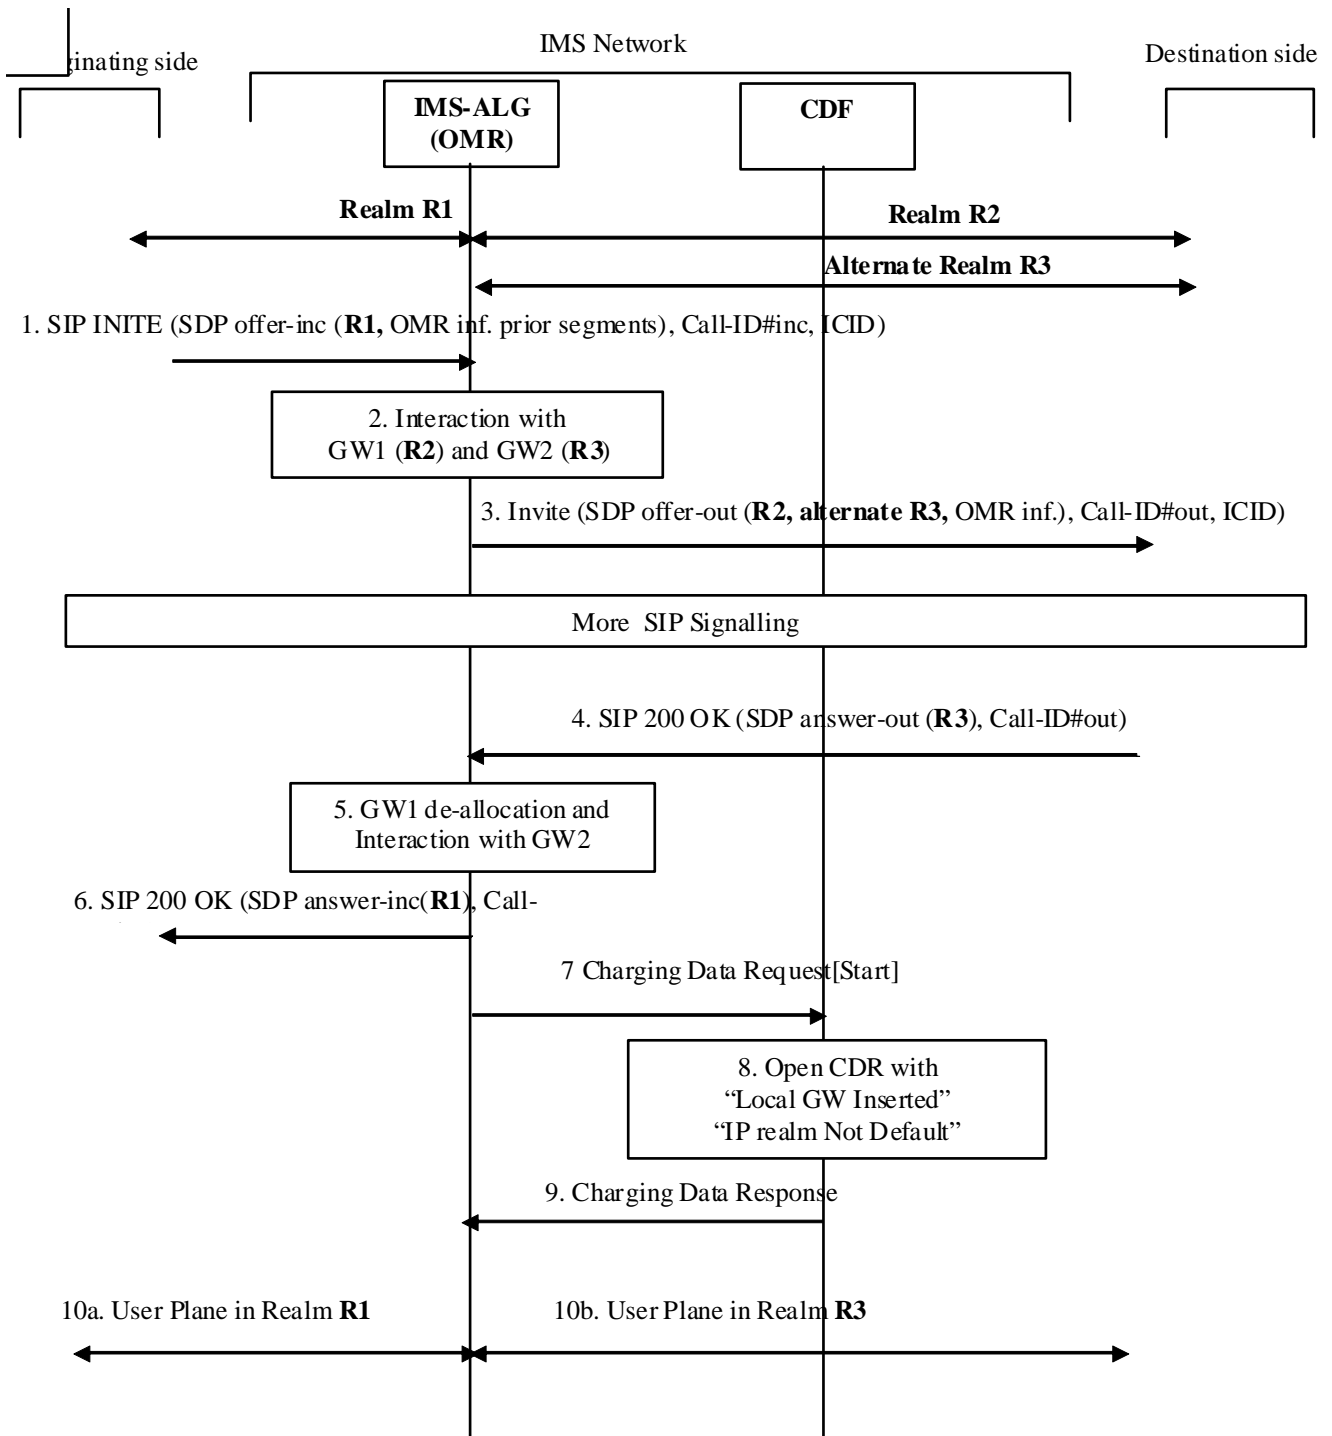 IMS Network
ginating side
Destination side
IMS-ALG
(OMR)
CDF
Realm R1
Realm R2
Alternate Realm R3
1. SIP INITE (SDP offer-inc (R1, OMR inf. prior segments), Call-ID#inc, ICID)
2. Interaction with
GW1 (R2) and GW2 (R3)
3. Invite (SDP offer-out (R2, alternate R3, OMR inf.), Call-ID#out, ICID)
More SIP Signalling
4. SIP 200 OK (SDP answer-out (R3), Call-ID#out)
5. GW1 de-allocation and
Interaction with GW2
6. SIP 200 OK (SDP answer-inc(R1), Call-
7 Charging Data Request[Start]
8. Open CDR with
“Local GW Inserted”
“IP realm Not Default”
9. Charging Data Response
10a. User Plane in Realm R1
10b. User Plane in Realm R3